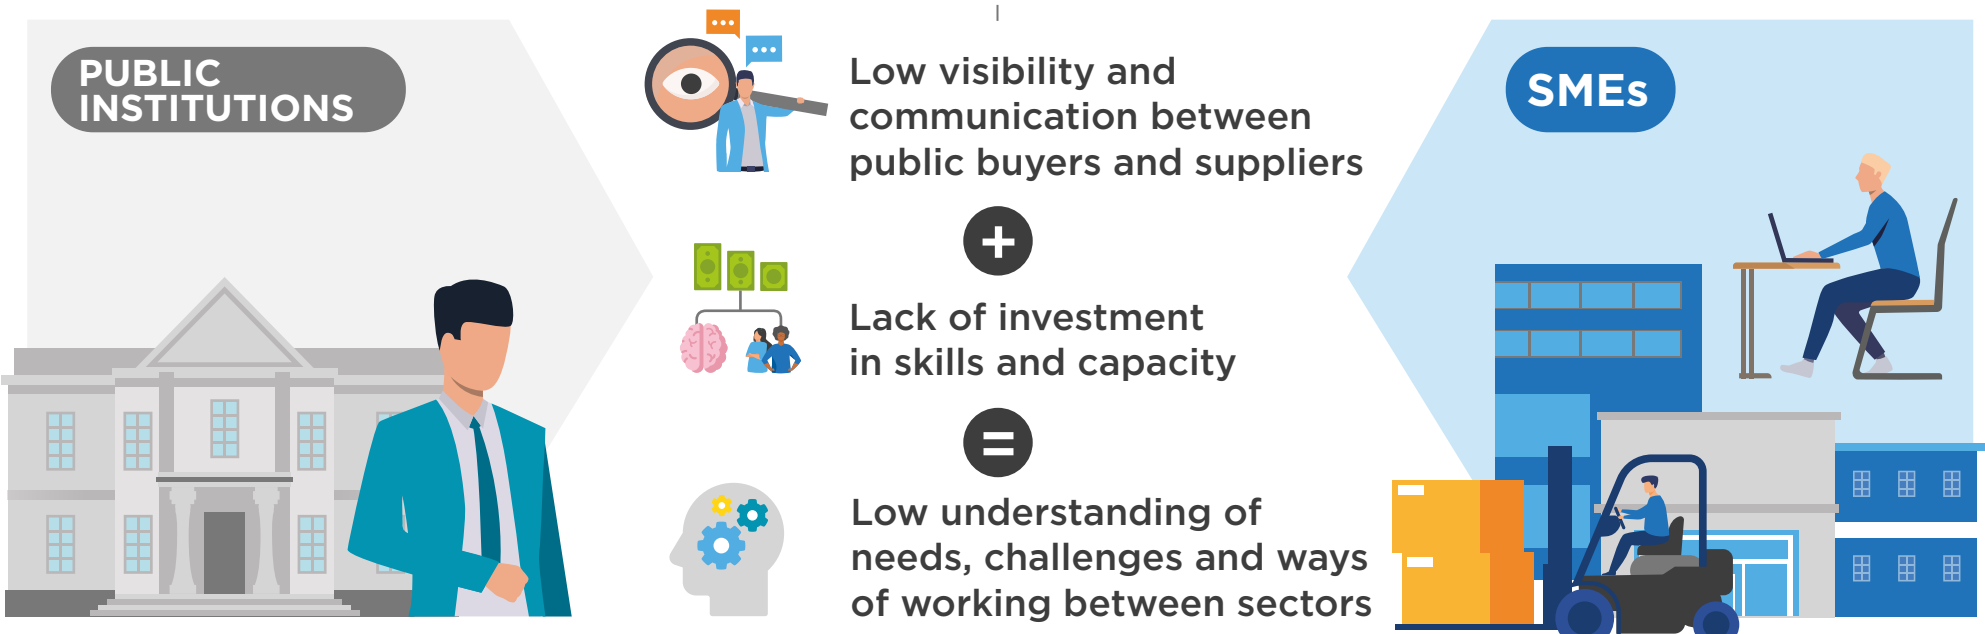 PUBLIC
INSTITUTIONS
Low visibility and
communication between
public buyers and suppliers
+
Lack of investment
in skills and capacity
=
Low understanding of
needs, challenges and ways
of working between sectors
SMEs